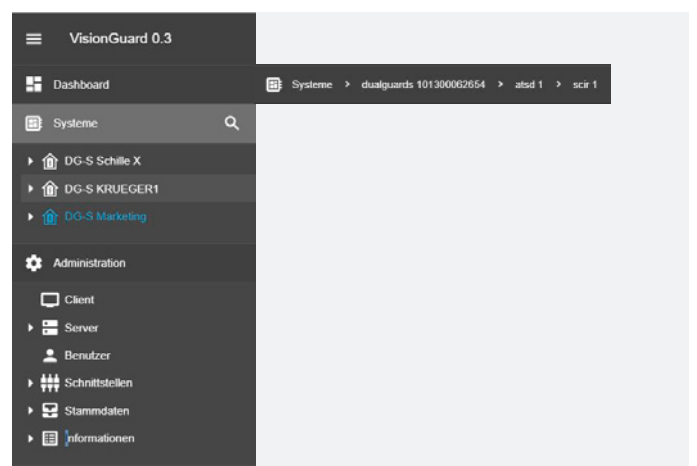 VisionGuard 0.3
Dashboard
Systeme > dualguards 101300062654 > atsd 1 > scir 1
Systeme
DG-S Schille X
DG-S KRUEGER1
DG-S Marketing
Administration
Client
Server
Benutzer
Schnittstellen
Stammdaten
Informationen